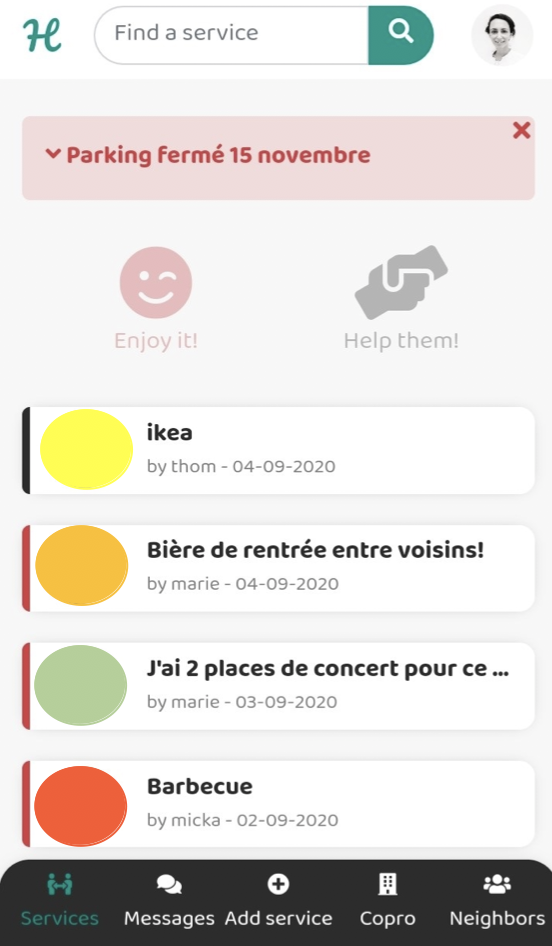 H
Find a service
Parking fermé 15 novembre
Enjoy it!
Help them!
ikea
by thom - 04-09-2020
Bière de rentrée entre voisins!
by marie - 04-09-2020
J'ai 2 places de concert pour ce ...
by marie - 03-09-2020
Barbecue
by micka - 02-09-2020
Services Messages Add service Copro Neighbors